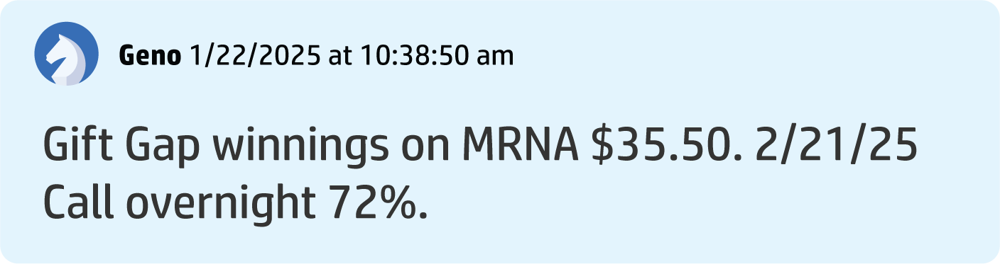 Geno 1/22/2025 at 10:38:50 am
Gift Gap winnings on MRNA $35.50. 2/21/25
Call overnight 72%.